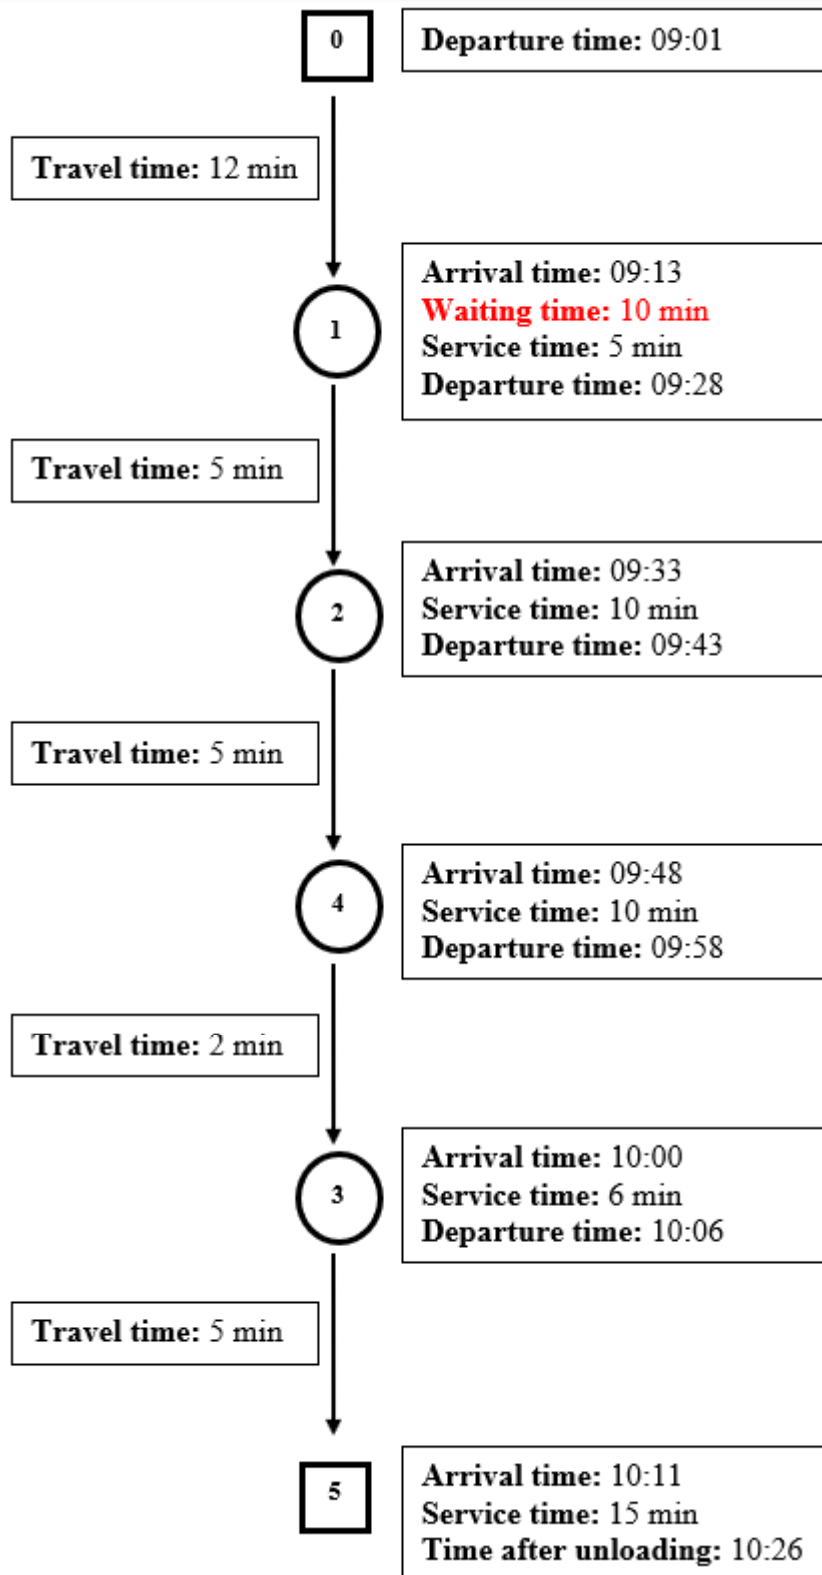 0
Departure time: 09:01
Travel time: 12 min
Arrival time: 09:13
Waiting time: 10 min
1
Service time: 5 min
Departure time: 09:28
Travel time: 5 min
Arrival time: 09:33
2
Service time: 10 min
Departure time: 09:43
Travel time: 5 min
Arrival time: 09:48
4
Service time: 10 min
Departure time: 09:58
Travel time: 2 min
Arrival time: 10:00
3
Service time: 6 min
Departure time: 10:06
Travel time: 5 min
Arrival time: 10:11
5
Service time: 15 min
Time after unloading: 10:26